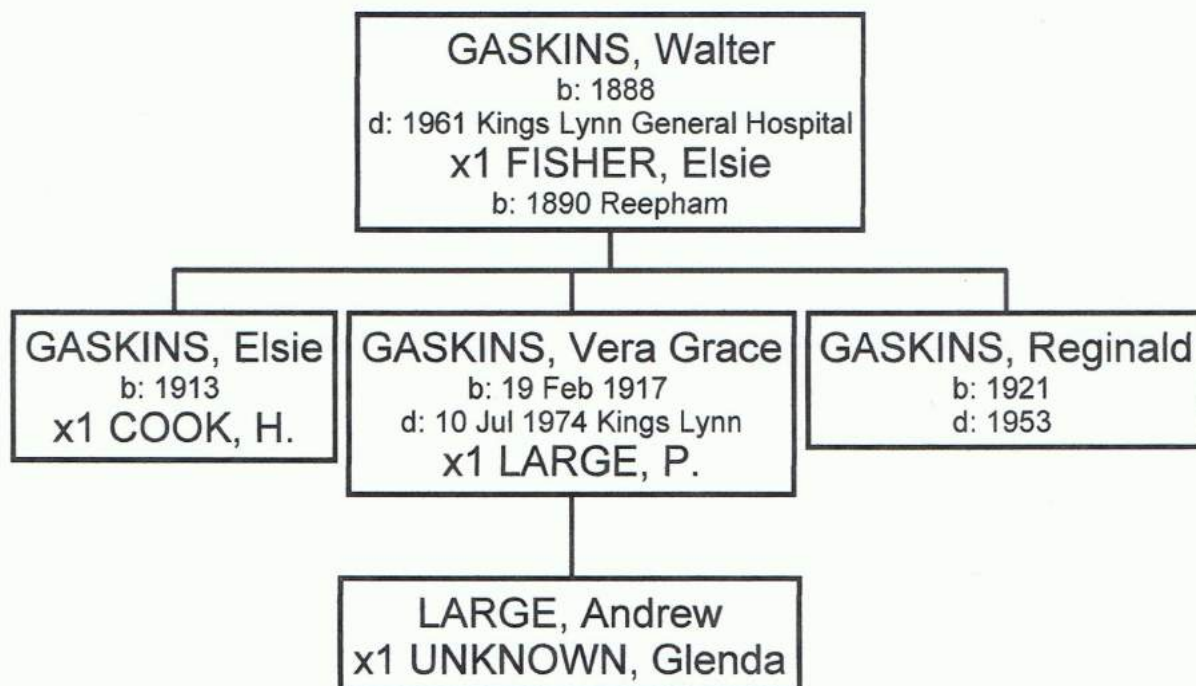 GASKINS, Walter
b: 1888
d: 1961 Kings Lynn General Hospital
x1 FISHER, Elsie
b: 1890 Reepham
GASKINS, Elsie
b: 1913
x1 COOK, H.
GASKINS, Vera Grace
b: 19 Feb 1917
d: 10 Jul 1974 Kings Lynn
x1 LARGE, P.
GASKINS, Reginald
b: 1921
d: 1953
LARGE, Andrew
x1 UNKNOWN, Glenda